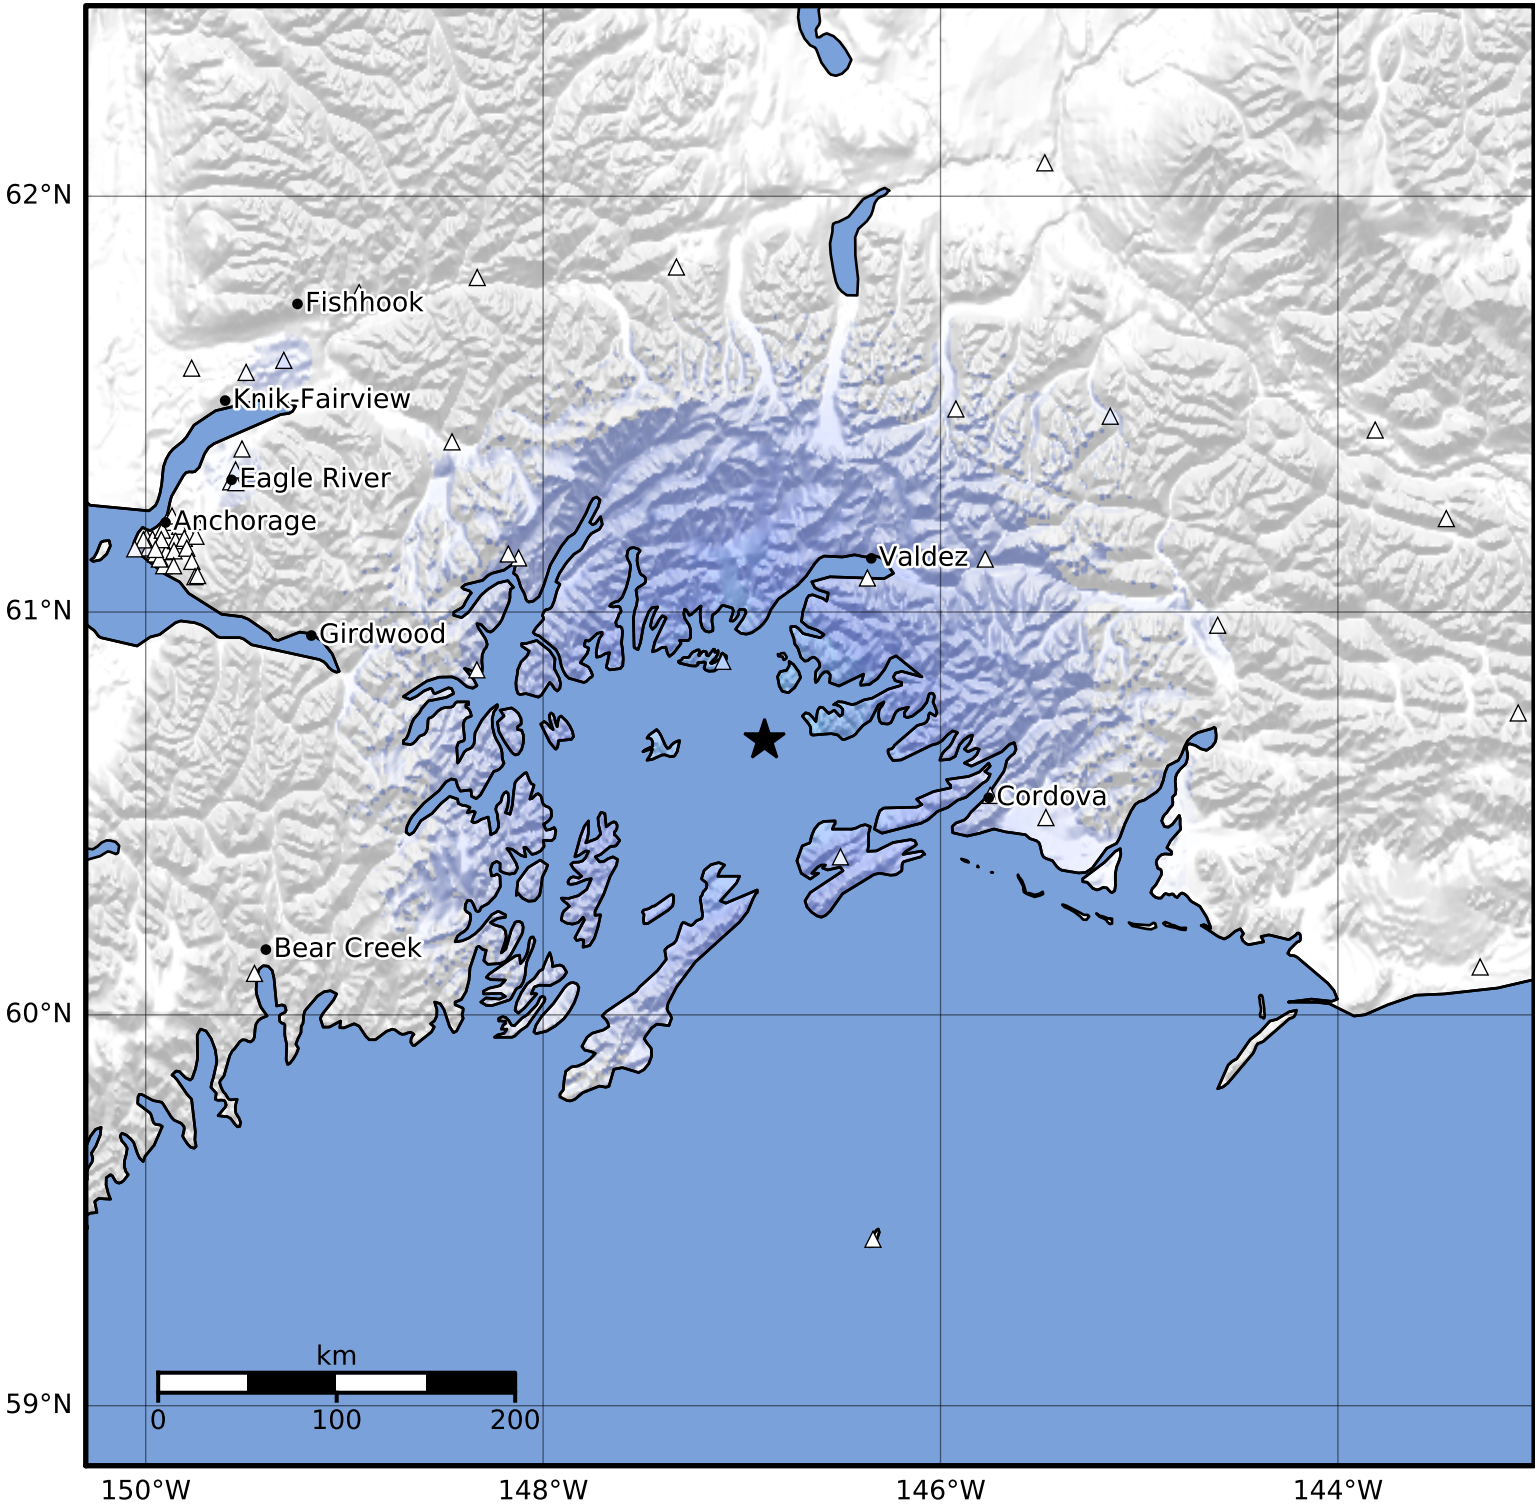 62°N
Fishhook
Knik-Fairview
Eagle River
Anchorage
Valdez
61°N
Girdwood
Cordova
Bear Creek
60°N
km
0 100 200
59°N
150°W 148°W 146°W 144°W